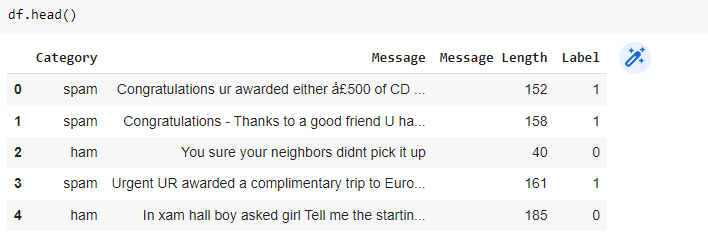 df.head()
Category Message Message Length Label
0 spam Congratulations ur awarded either å£500 of CD ... 152 1
1 spam Congratulations - Thanks to a good friend U ha... 158 1
2 ham You sure your neighbors didnt pick it up 40 0
3 spam Urgent UR awarded a complimentary trip to Euro... 161 1
4 ham In xam hall boy asked girl Tell me the startin... 185 0